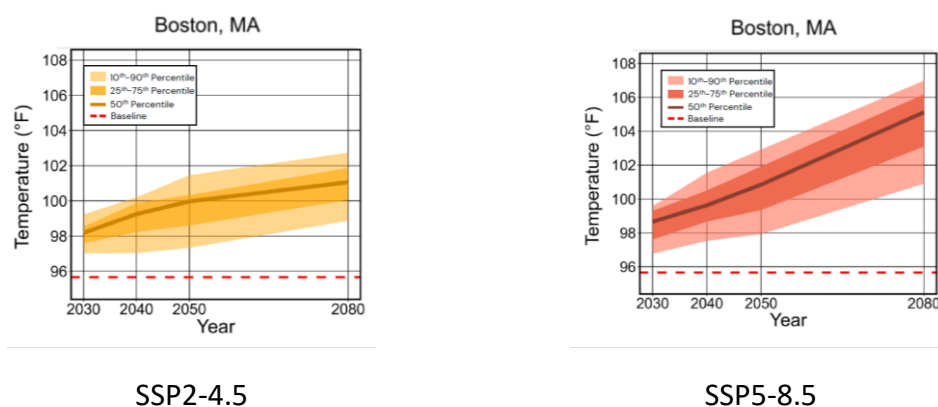 Boston, MA
108
106
104
102
100
98
96
Temperature (°F)
10th-90th Percentile
25th-75th Percentile
50th Percentile
Baseline
2030 2040 2050 2080
Year
SSP2-4.5
Boston, MA
108
106
104
102
100
98
96
Temperature (°F)
10th-90th Percentile
25th-75th Percentile
50th Percentile
Baseline
2030 2040 2050 2080
Year
SSP5-8.5